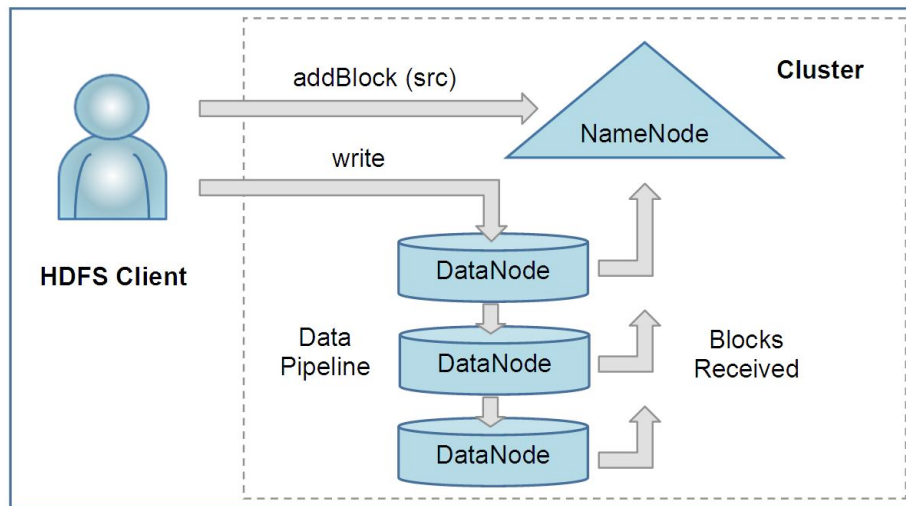 addBlock (src)
Cluster
NameNode
write
HDFS Client
DataNode
Data
Pipeline
DataNode
Blocks
Received
DataNode